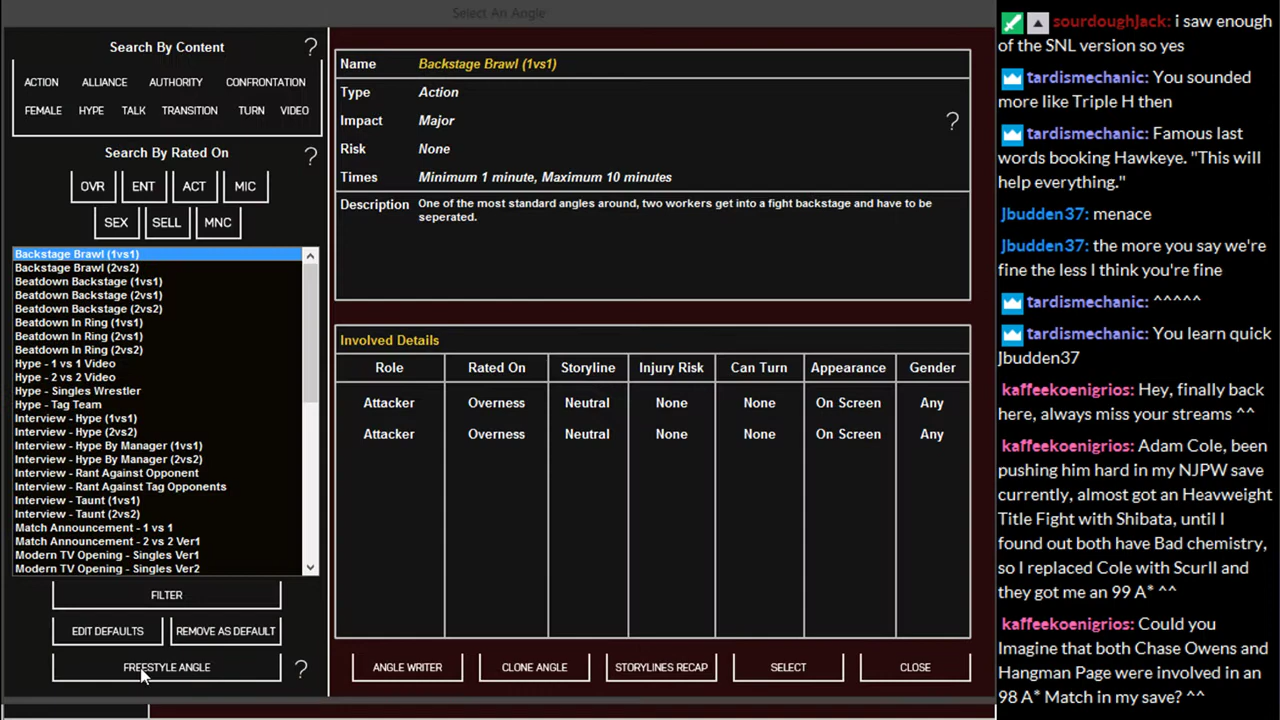 Select An Angle
Search By Content
?
ACTION ALLIANCE AUTHORITY CONFRONTATION
FEMALE HYPE TALK TRANSITION TURN VIDEO
Search By Rated On
?
OVR ENT ACT MIC
SEX SELL MNC
Backstage Brawl (1vs1)
Backstage Brawl (2vs2)
Beatdown Backstage (1vs1)
Beatdown Backstage (2vs1)
Beatdown Backstage (2vs2)
Beatdown In Ring (1vs1)
Beatdown In Ring (2vs1)
Beatdown In Ring (2vs2)
Hype - 1 vs 1 Video
Hype - 2 vs 2 Video
Hype - Singles Wrestler
Hype - Tag Team
Interview - Hype (1vs1)
Interview - Hype (2vs2)
Interview - Hype By Manager (1vs1)
Interview - Hype By Manager (2vs2)
Interview - Rant Against Opponent
Interview - Rant Against Tag Opponents
Interview - Taunt (1vs1)
Interview - Taunt (2vs2)
Match Announcement - 1 vs 1
Match Announcement - 2 vs 2 Ver1
Modern TV Opening - Singles Ver1
Modern TV Opening - Singles Ver2
FILTER
EDIT DEFAULTS REMOVE AS DEFAULT
FREESTYLE ANGLE ?
Name Backstage Brawl (1vs1)
Type Action
Impact Major ?
Risk None
Times Minimum 1 minute, Maximum 10 minutes
Description One of the most standard angles around, two workers get into a fight backstage and have to be
seperated.
Involved Details
Role Rated On Storyline Injury Risk Can Turn Appearance Gender
Attacker Overness Neutral None None On Screen Any
Attacker Overness Neutral None None On Screen Any
ANGLE WRITER CLONE ANGLE STORYLINES RECAP SELECT CLOSE
sourdoughJack: i saw enough
of the SNL version so yes
tardismechanic: You sounded
more like Triple H then
tardismechanic: Famous last
words booking Hawkeye. "This will
help everything."
Jbudden37: menace
Jbudden37: the more you say we're
fine the less I think you're fine
tardismechanic: ^^^^^
tardismechanic: You learn quick
Jbudden37
kaffeekoenigrios: Hey, finally back
here, always miss your streams ^^
kaffeekoenigrios: Adam Cole, been
pushing him hard in my NJPW save
currently, almost got an Heavweight
Title Fight with Shibata, until I
found out both have Bad chemistry,
so I replaced Cole with Scurll and
they got me an 99 A* ^^
kaffeekoenigrios: Could you
Imagine that both Chase Owens and
Hangman Page were involved in an
98 A* Match in my save? ^^